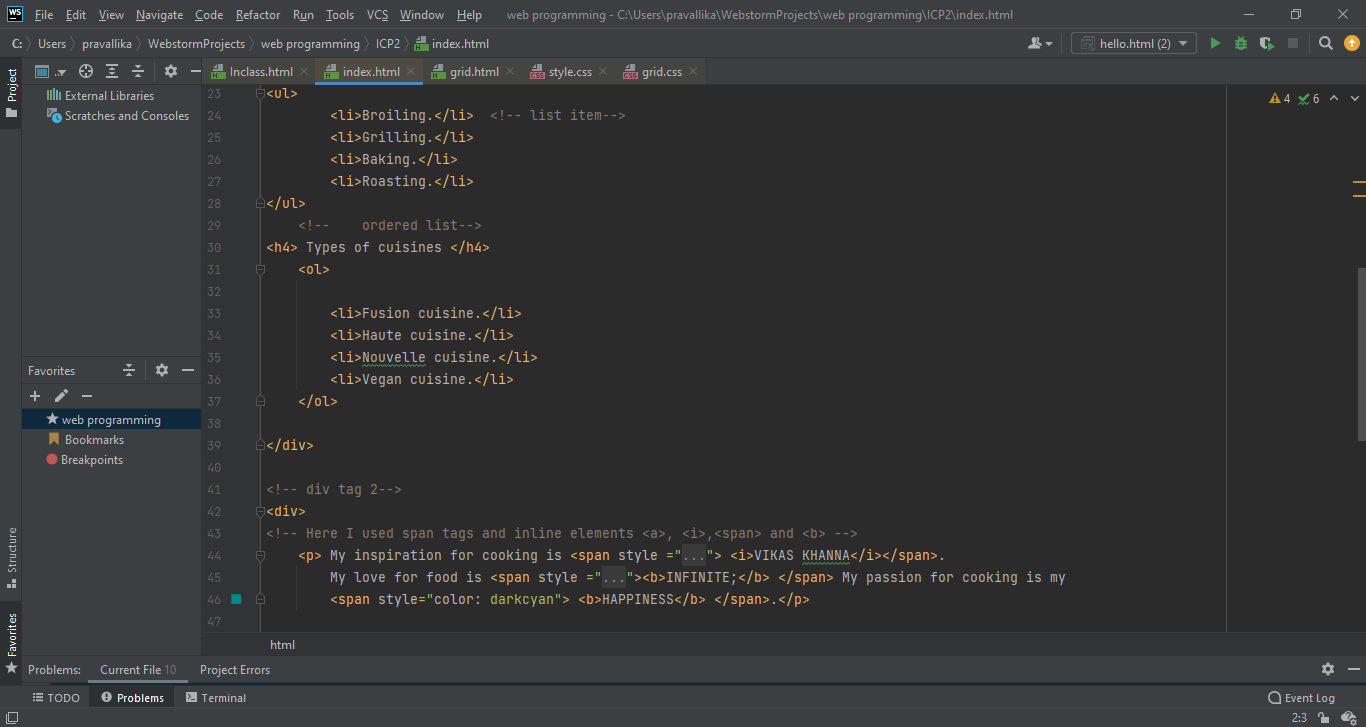 WS File Edit View Navigate Code Refactor Run Tools VCS Window Help web programming - C:\Users\pravallika\WebstormProjects\web programming\ICP2\index.html
C: Users pravallika WebstormProjects web programming ICP2 index.html hello.html (2)
Project Inclass.html index.html grid.html style.css grid.css
External Libraries
Scratches and Consoles
23 <ul> 4 6
24 <li>Broiling.</li> <!-- list item-->
25 <li>Grilling.</li>
26 <li>Baking.</li>
27 <li>Roasting.</li>
28 </ul>
29 <!-- ordered list-->
30 <h4> Types of cuisines </h4>
31 <ol>
32
33 <li>Fusion cuisine.</li>
34 <li>Haute cuisine.</li>
35 <li>Nouvelle cuisine.</li>
36 <li>Vegan cuisine.</li>
37 </ol>
38
39 </div>
40
41 <!-- div tag 2-->
42 <div>
43 <!-- Here I used span tags and inline elements <a>, <i>,<span> and <b> -->
44 <p> My inspiration for cooking is <span style ="..."> <i>VIKAS KHANNA</i></span>.
45 My love for food is <span style ="..."><b>INFINITE;</b> </span> My passion for cooking is my
46 <span style="color: darkcyan"> <b>HAPPINESS</b> </span>.</p>
47
html
Favorites
web programming
Bookmarks
Breakpoints
Structure
Favorites
Problems: Current File 10 Project Errors
TODO Problems Terminal Event Log
2:3